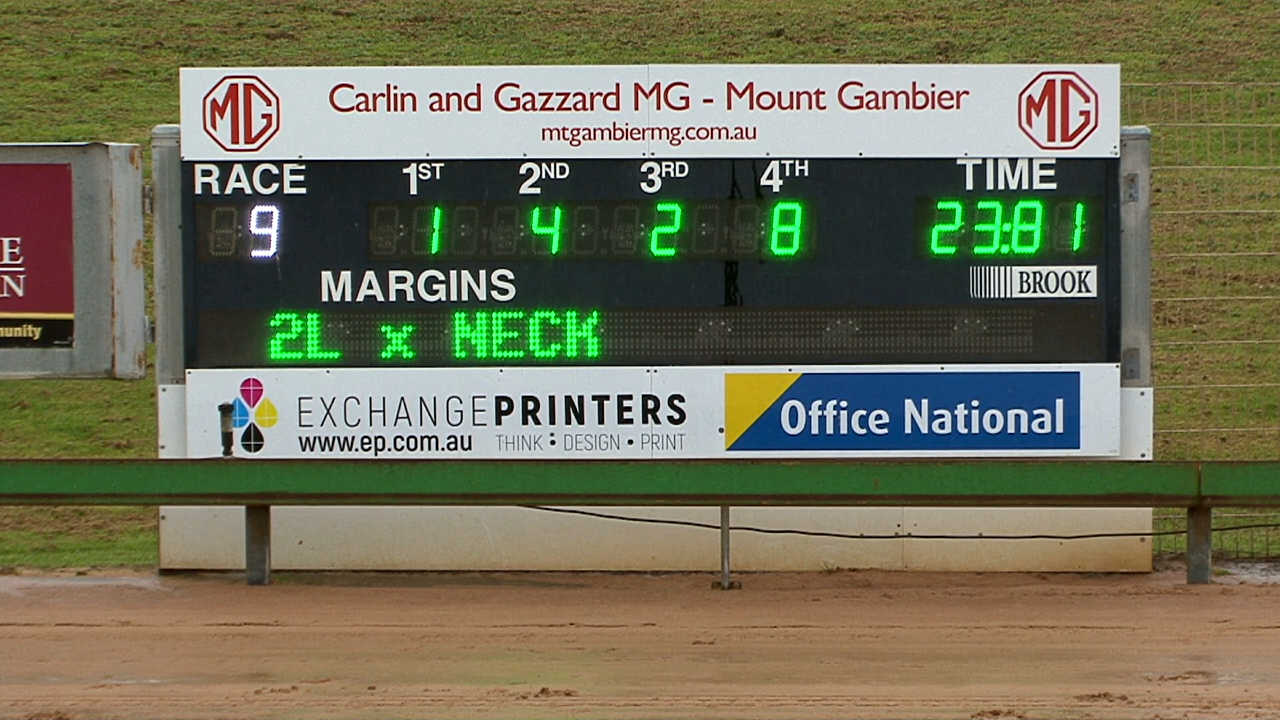 MG Carlin and Gazzard MG - Mount Gambier MG
mtgambiermg.com.au
RACE 1ST 2ND 3RD 4TH TIME
9 1 4 2 8 23:81
MARGINS BROOK
2L x NECK
EXCHANGEPRINTERS
www.ep.com.au THINK : DESIGN • PRINT
Office National
E
N
munity